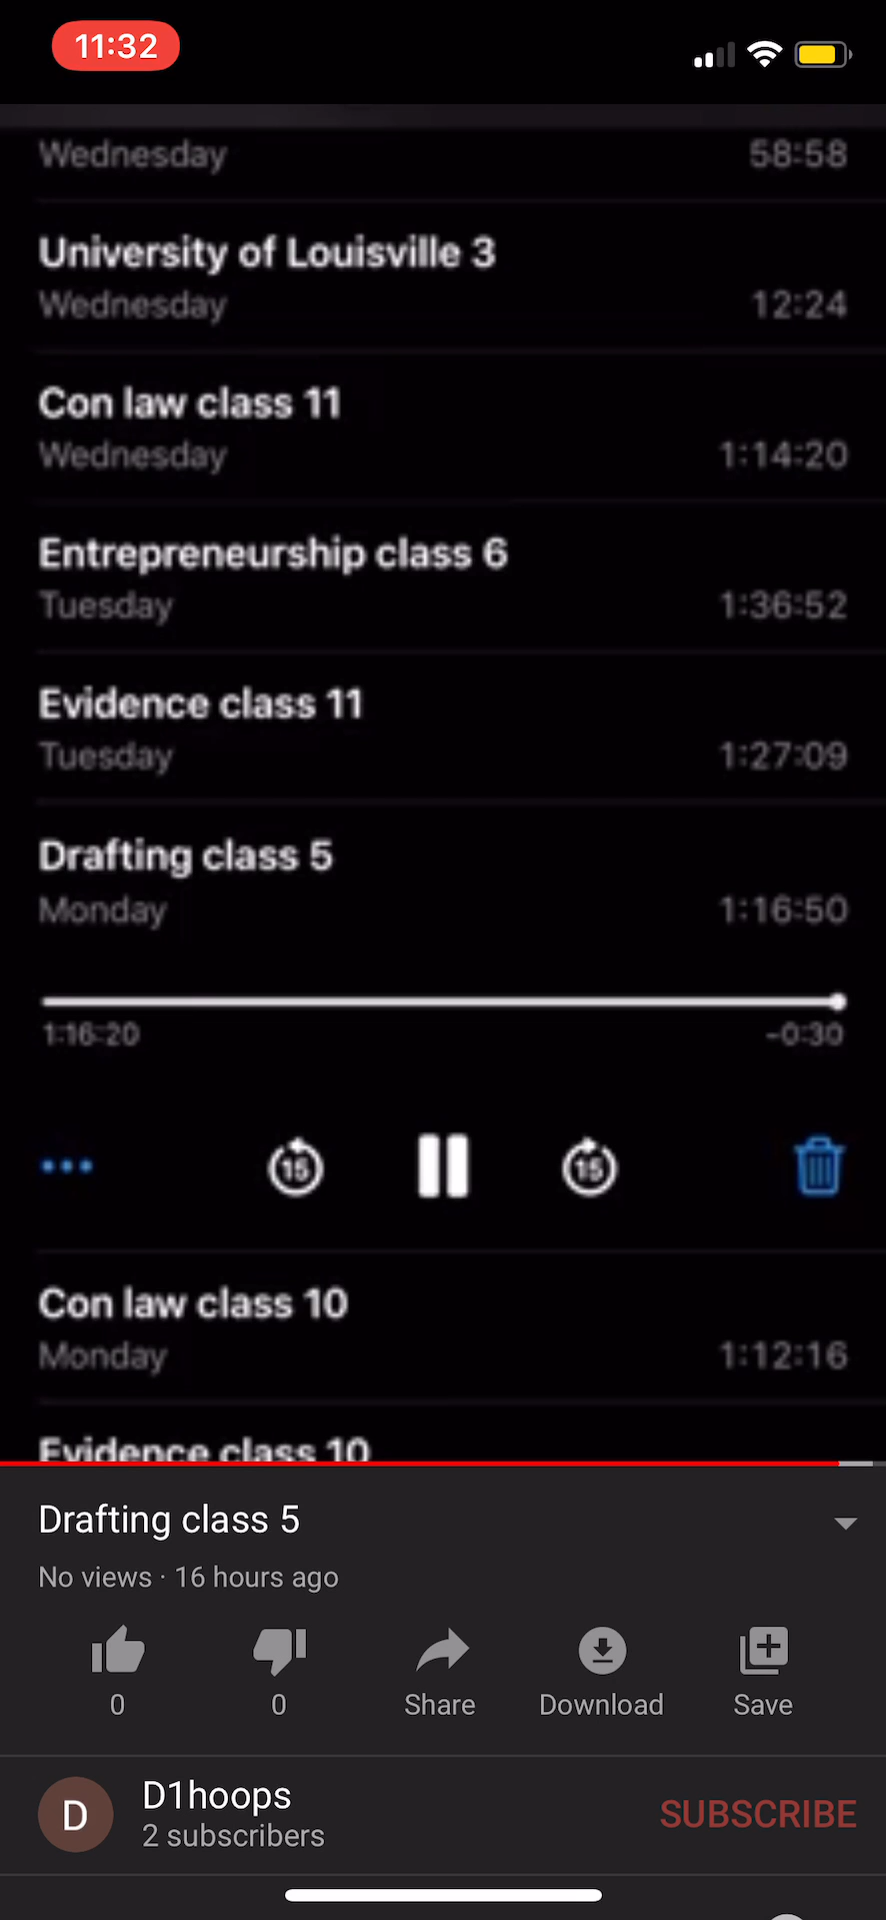 11:32
Wednesday 58:58
University of Louisville 3
Wednesday 12:24
Con law class 11
Wednesday 1:14:20
Entrepreneurship class 6
Tuesday 1:36:52
Evidence class 11
Tuesday 1:27:09
Drafting class 5
Monday 1:16:50
1:16:20 -0:30
15 15
Con law class 10
Monday 1:12:16
Evidence class 10
Drafting class 5
No views · 16 hours ago
0 0 Share Download Save
D D1hoops SUBSCRIBE
2 subscribers